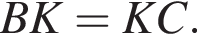 BK = KC.